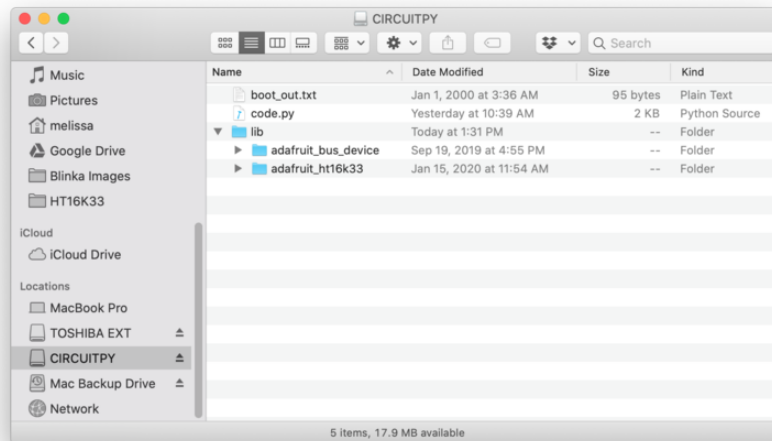 CIRCUITPY
Search
Music
Pictures
melissa
Google Drive
Blinka Images
HT16K33
iCloud
iCloud Drive
Locations
MacBook Pro
TOSHIBA EXT
CIRCUITPY
Mac Backup Drive
Network
Name Date Modified Size Kind
boot_out.txt Jan 1, 2000 at 3:36 AM 95 bytes Plain Text
code.py Yesterday at 10:39 AM 2 KB Python Source
lib Today at 1:31 PM -- Folder
adafruit_bus_device Sep 19, 2019 at 4:55 PM -- Folder
adafruit_ht16k33 Jan 15, 2020 at 11:54 AM -- Folder
5 items, 17.9 MB available